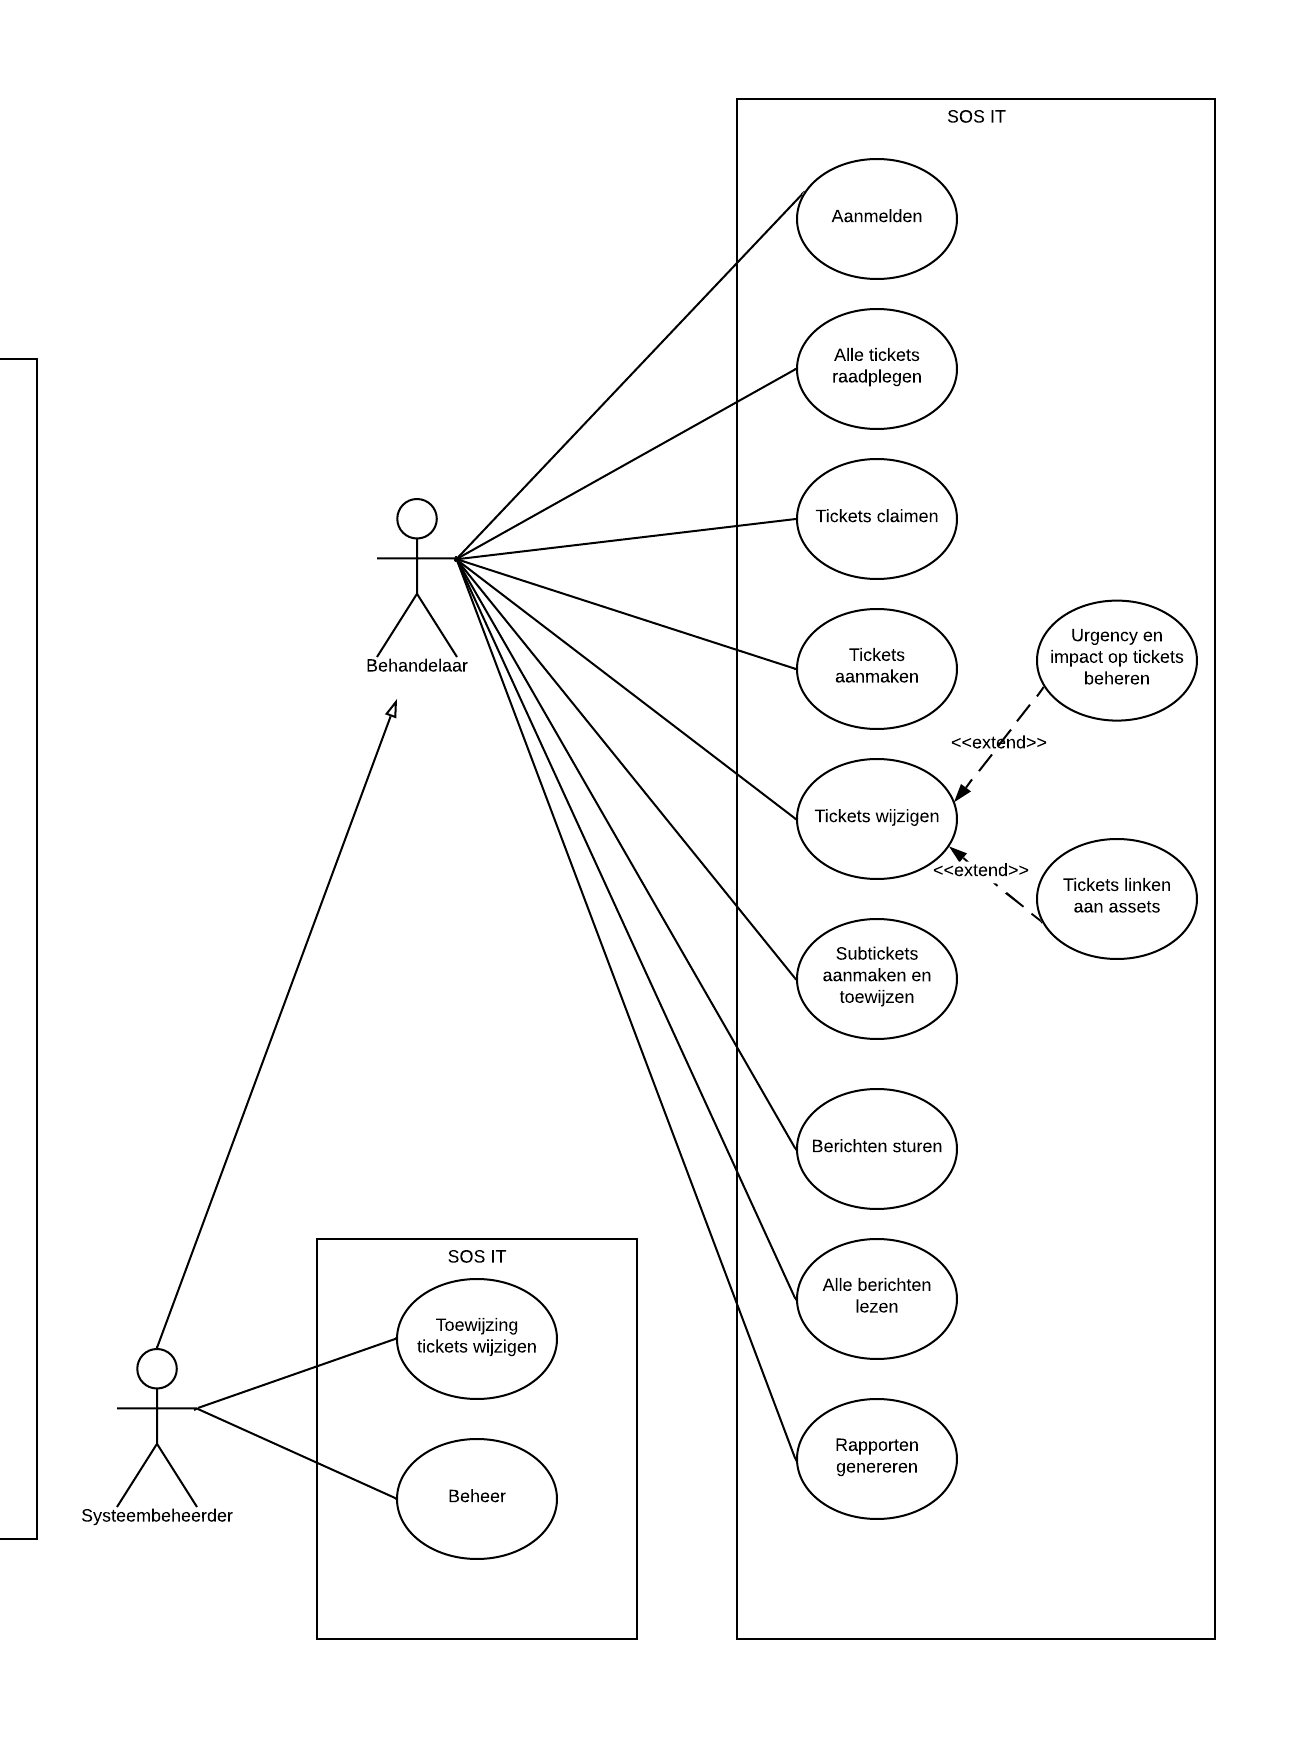 SOS IT
Aanmelden
Alle tickets
raadplegen
Tickets claimen
Tickets
aanmaken
Urgency en
impact op tickets
beheren
Behandelaar
<<extend>>
Tickets wijzigen
<<extend>>
Tickets linken
aan assets
Subtickets
aanmaken en
toewijzen
Berichten sturen
Alle berichten
lezen
Rapporten
genereren
SOS IT
Toewijzing
tickets wijzigen
Beheer
Systeembeheerder